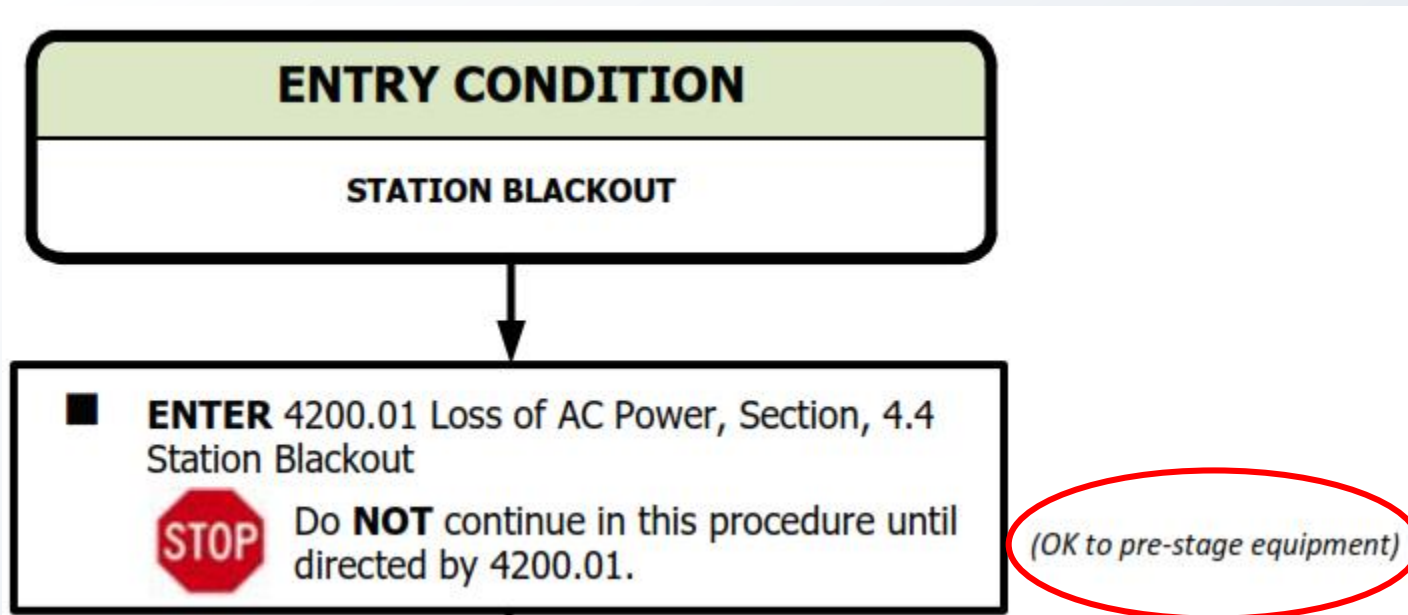 ENTRY CONDITION
STATION BLACKOUT
■ ENTER 4200.01 Loss of AC Power, Section, 4.4
Station Blackout
STOP
Do NOT continue in this procedure until
directed by 4200.01.
(OK to pre-stage equipment)